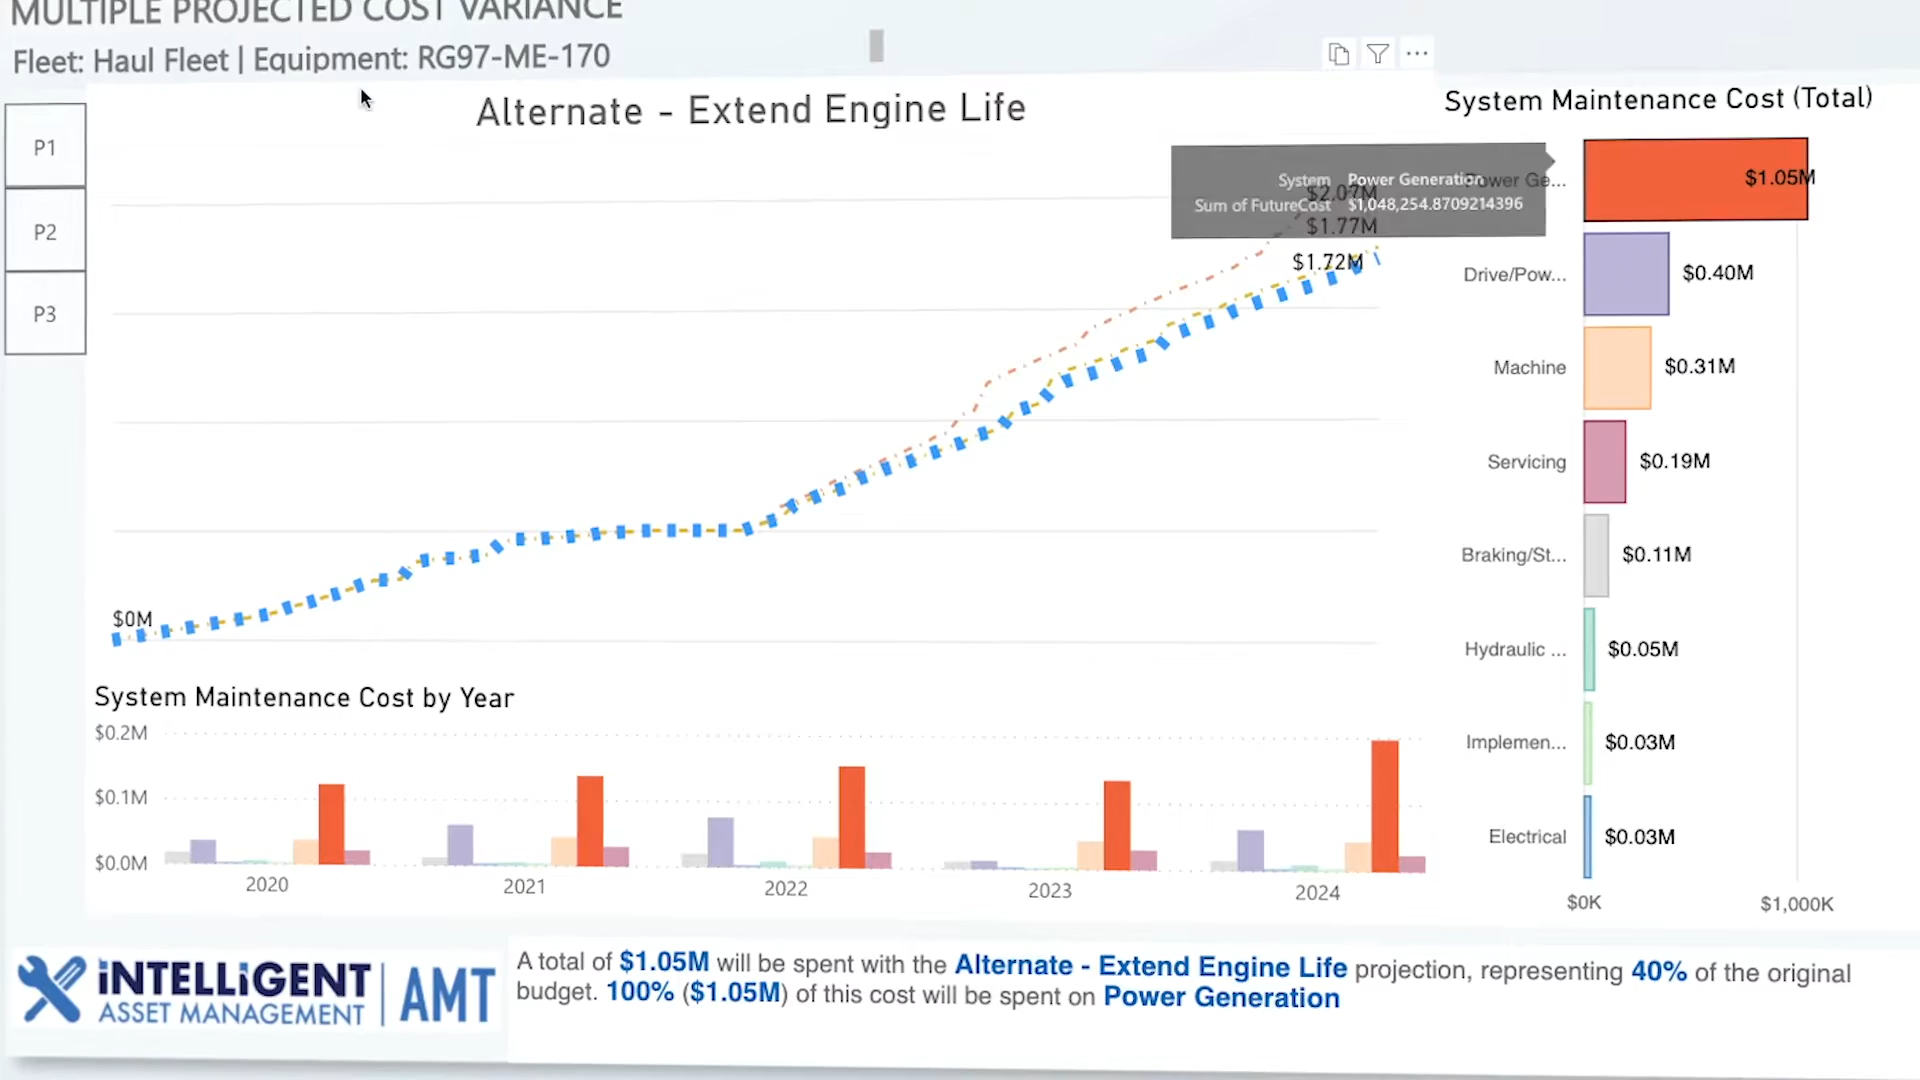 MULTIPLE PROJECTED COST VARIANCE
Fleet: Haul Fleet | Equipment: RG97-ME-170
P1
P2
P3
Alternate - Extend Engine Life
System Power Generation
Sum of FutureCost $1,048,254.8709214396
$2.07M
$1.77M
$1.72M
$0M
System Maintenance Cost (Total)
Power Ge... $1.05M
Drive/Pow... $0.40M
Machine $0.31M
Servicing $0.19M
Braking/St... $0.11M
Hydraulic ... $0.05M
Implemen... $0.03M
Electrical $0.03M
$0K $1,000K
System Maintenance Cost by Year
$0.2M
$0.1M
$0.0M
2020 2021 2022 2023 2024
iNTELLiGENT
ASSET MANAGEMENT
AMT
A total of $1.05M will be spent with the Alternate - Extend Engine Life projection, representing 40% of the original
budget. 100% ($1.05M) of this cost will be spent on Power Generation